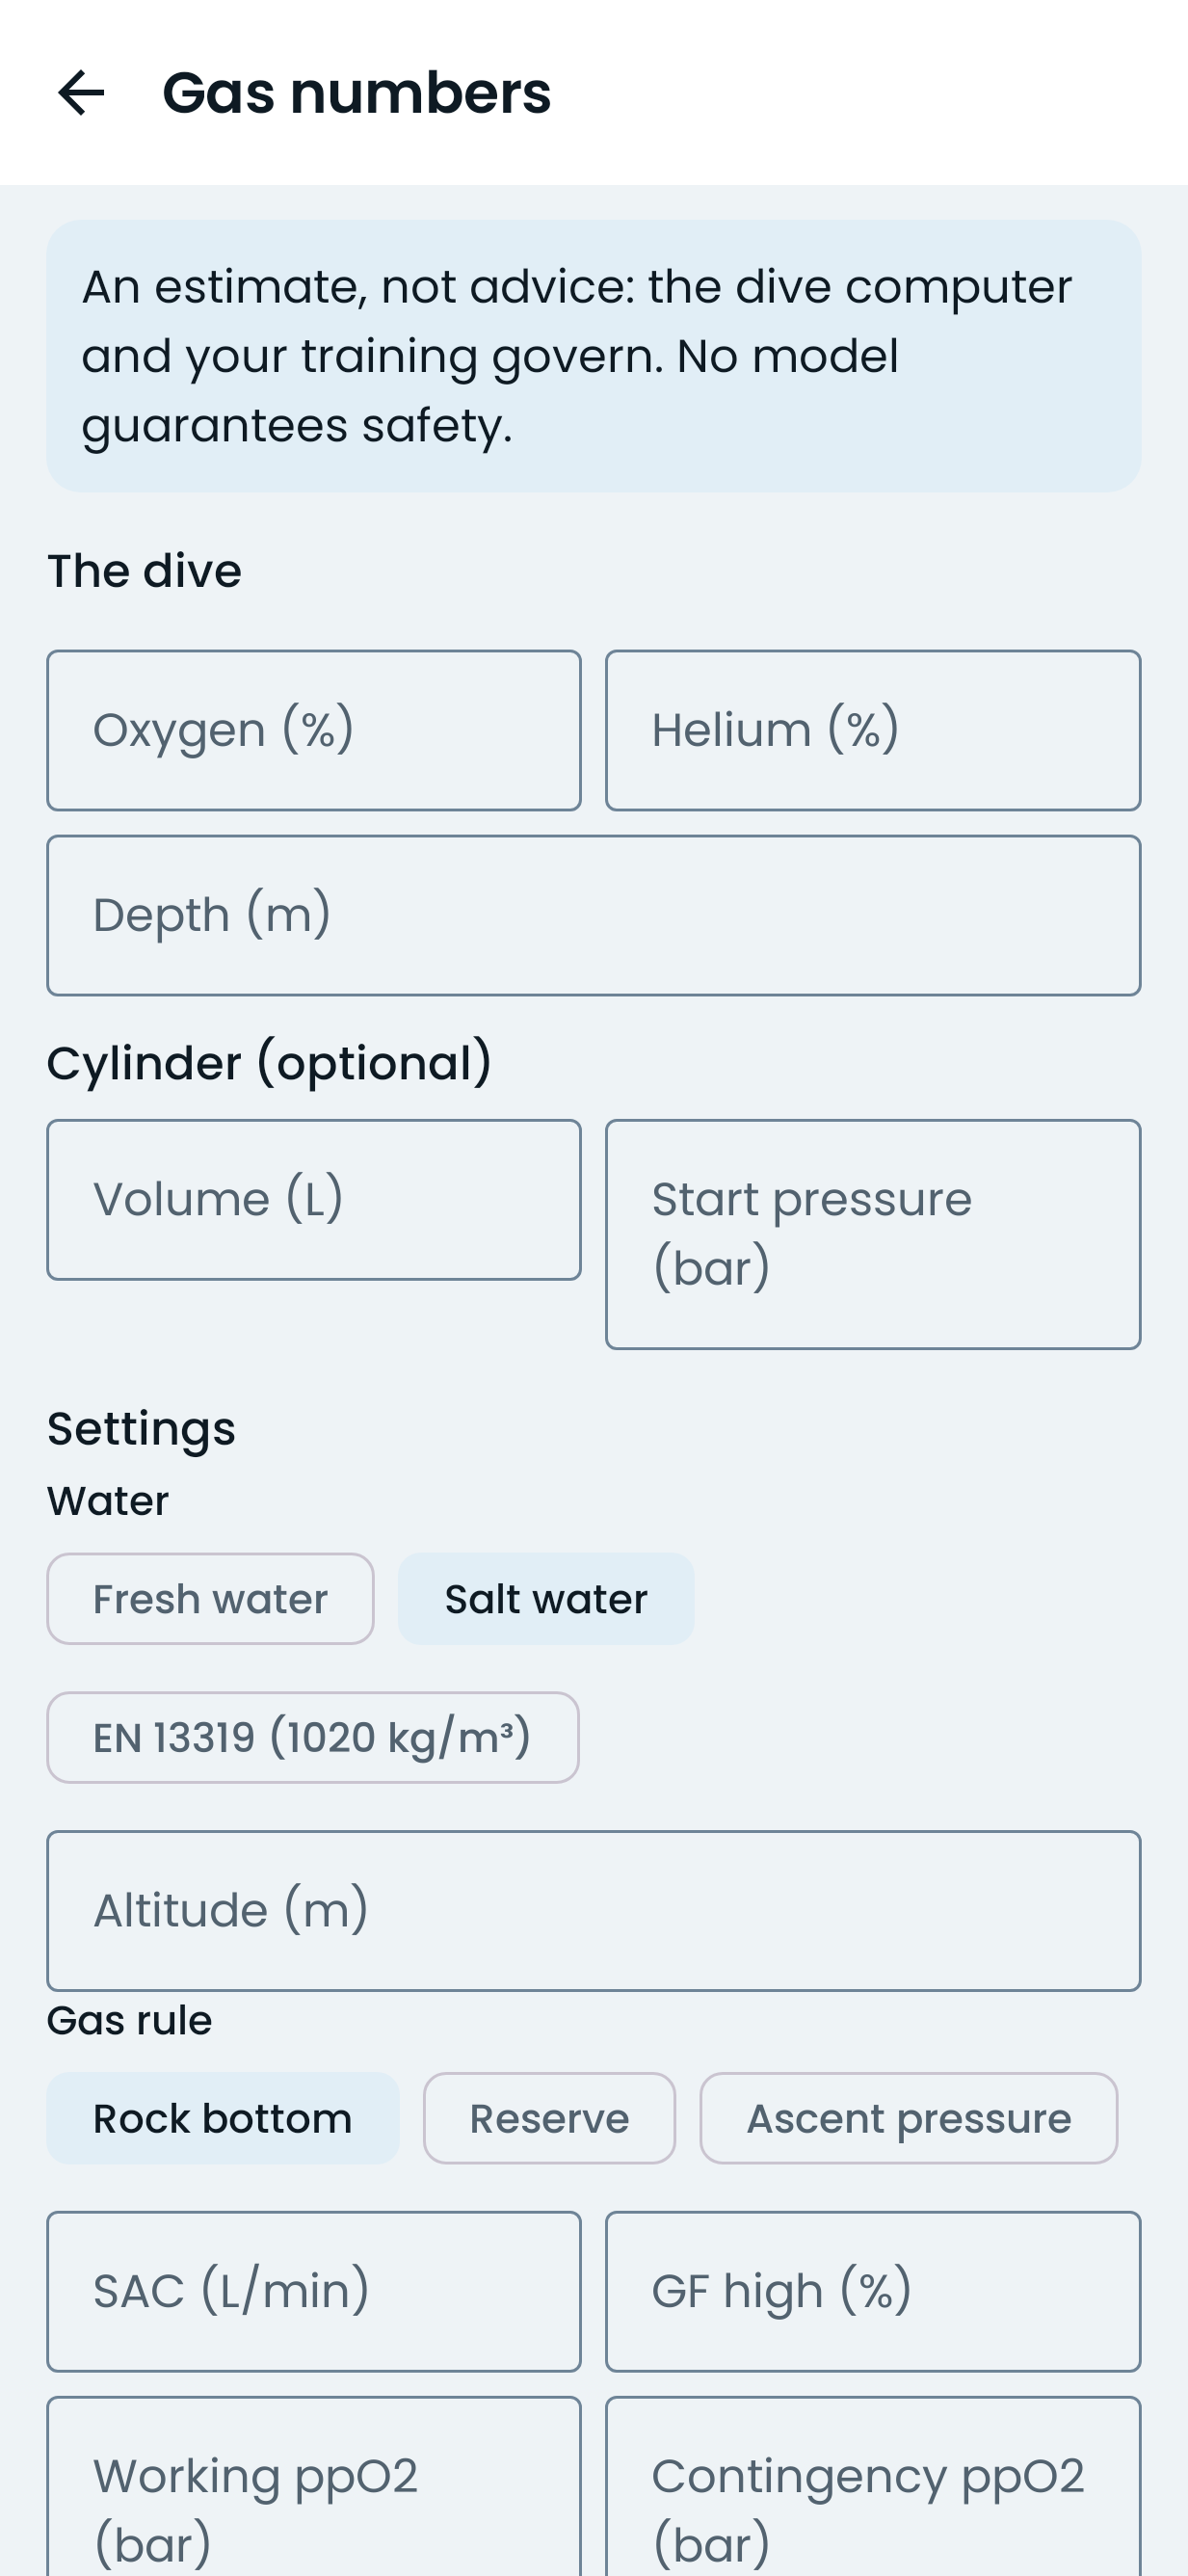 Gas numbers
An estimate, not advice: the dive computer
and your training govern. No model
guarantees safety.
The dive
Oxygen (%)
Helium (%)
Depth (m)
Cylinder (optional)
Volume (L)
Start pressure
(bar)
Settings
Water
Fresh water
Salt water
EN 13319 (1020 kg/m³)
Altitude (m)
Gas rule
Rock bottom
Reserve
Ascent pressure
SAC (L/min)
GF high (%)
Working ppO2
(bar)
Contingency ppO2
(bar)